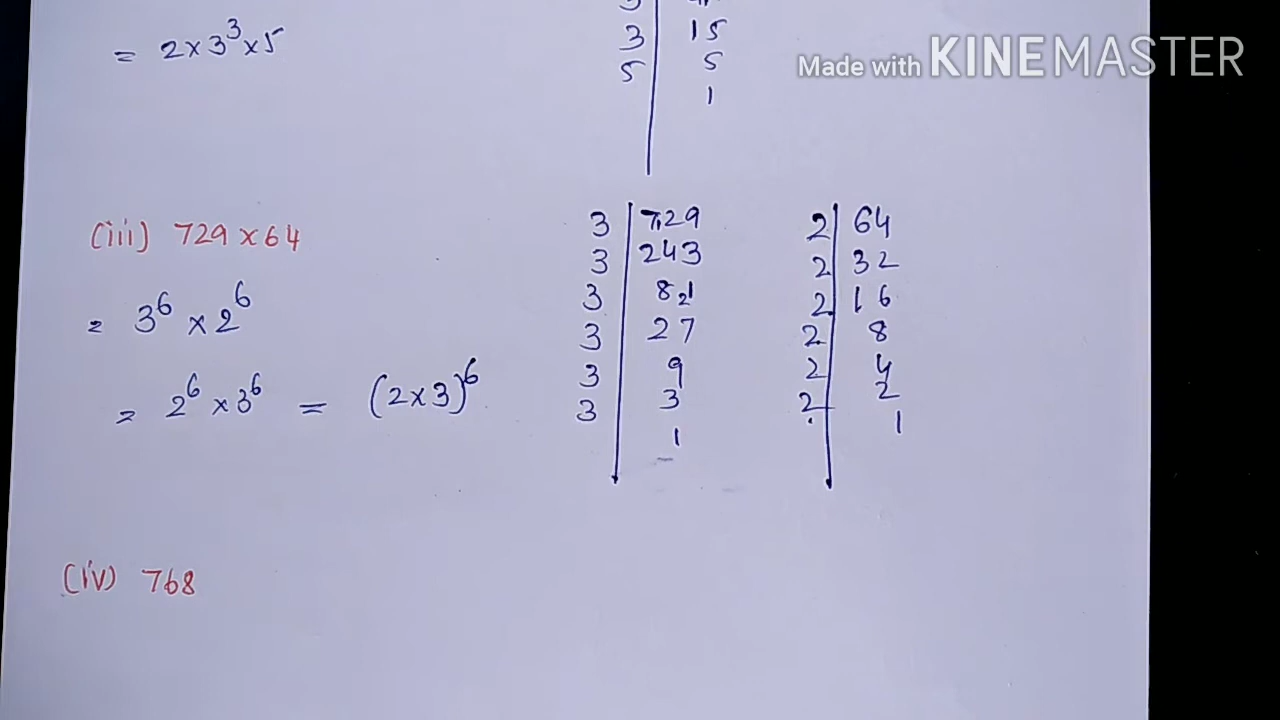 3
= 2×3³×5
3 | 15
5 | 5
1
Made with KINEMASTER
(iii) 729×64
= 3⁶ × 2⁶
= 2⁶ × 3⁶ = (2×3)⁶
3 | 729
3 | 243
3 | 81
3 | 27
3 | 9
3 | 3
1
2 | 64
2 | 32
2 | 16
2 | 8
2 | 4
2 | 2
1
(iv) 768